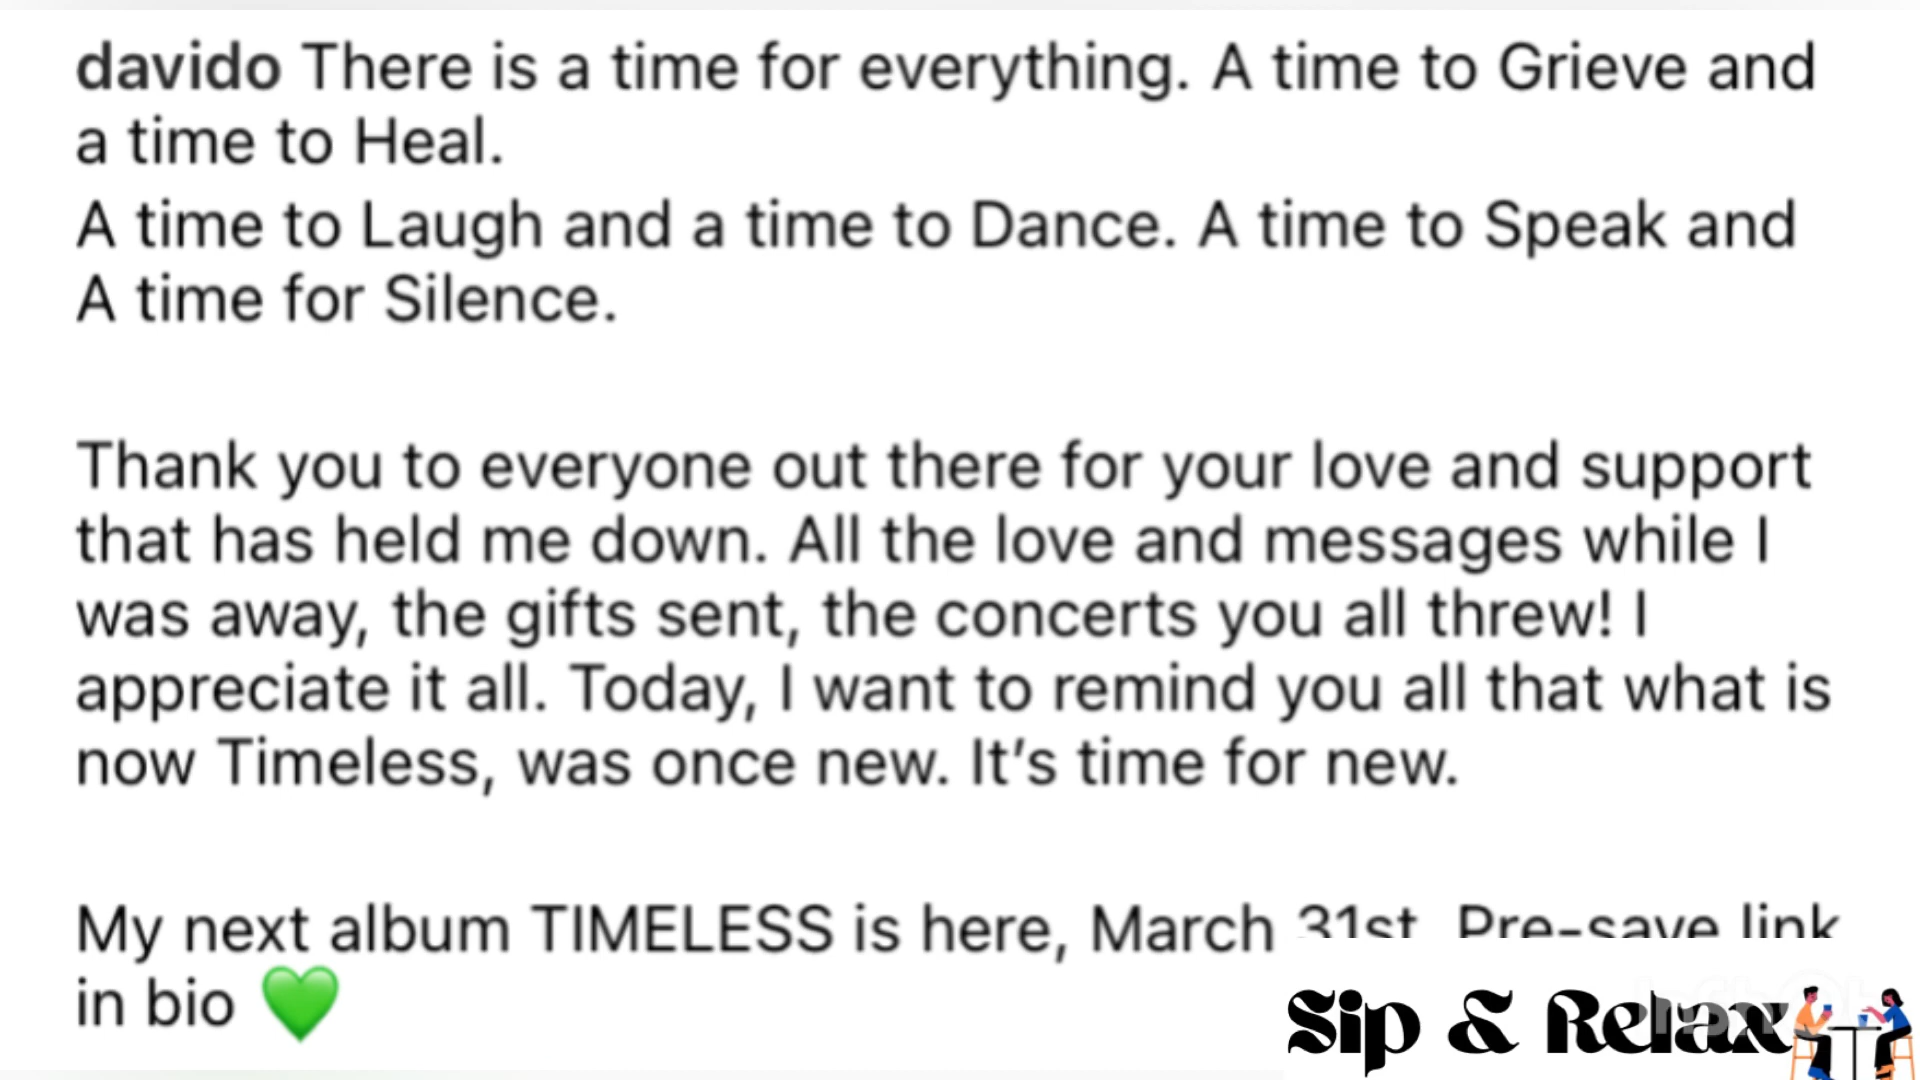 davido There is a time for everything. A time to Grieve and
a time to Heal.
A time to Laugh and a time to Dance. A time to Speak and
A time for Silence.
Thank you to everyone out there for your love and support
that has held me down. All the love and messages while I
was away, the gifts sent, the concerts you all threw! I
appreciate it all. Today, I want to remind you all that what is
now Timeless, was once new. It’s time for new.
My next album TIMELESS is here, March 31st Pre-save link
in bio 💚
Sip & Relax